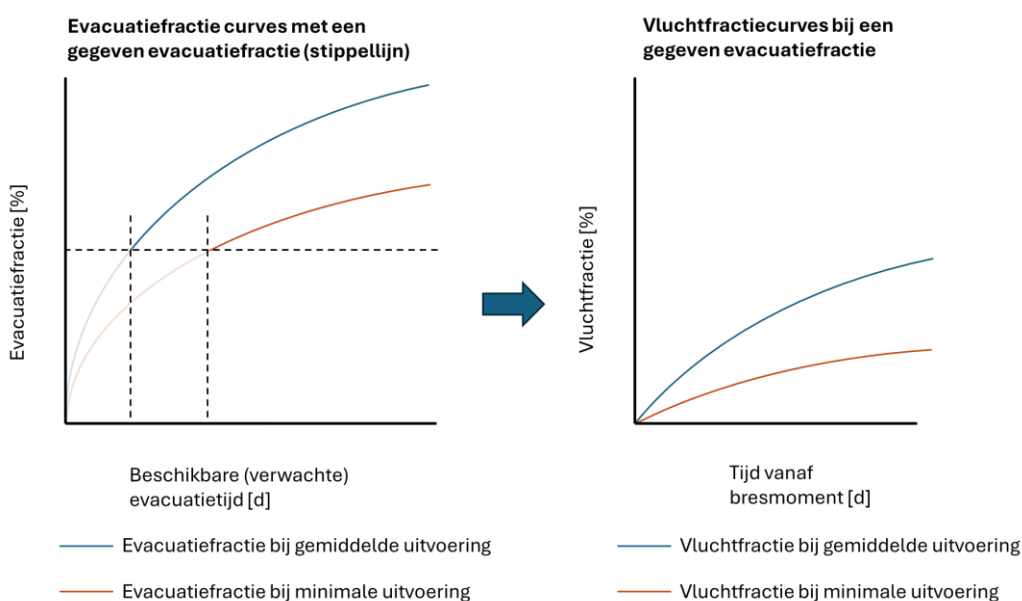 Evacuatiefractie curves met een
gegeven evacuatiefractie (stippellijn)
Evacuatiefractie [%]
Beschikbare (verwachte)
evacuatietijd [d]
Evacuatiefractie bij gemiddelde uitvoering
Evacuatiefractie bij minimale uitvoering
Vluchtfractiecurves bij een
gegeven evacuatiefractie
Vluchtfractie [%]
Tijd vanaf
bresmoment [d]
Vluchtfractie bij gemiddelde uitvoering
Vluchtfractie bij minimale uitvoering